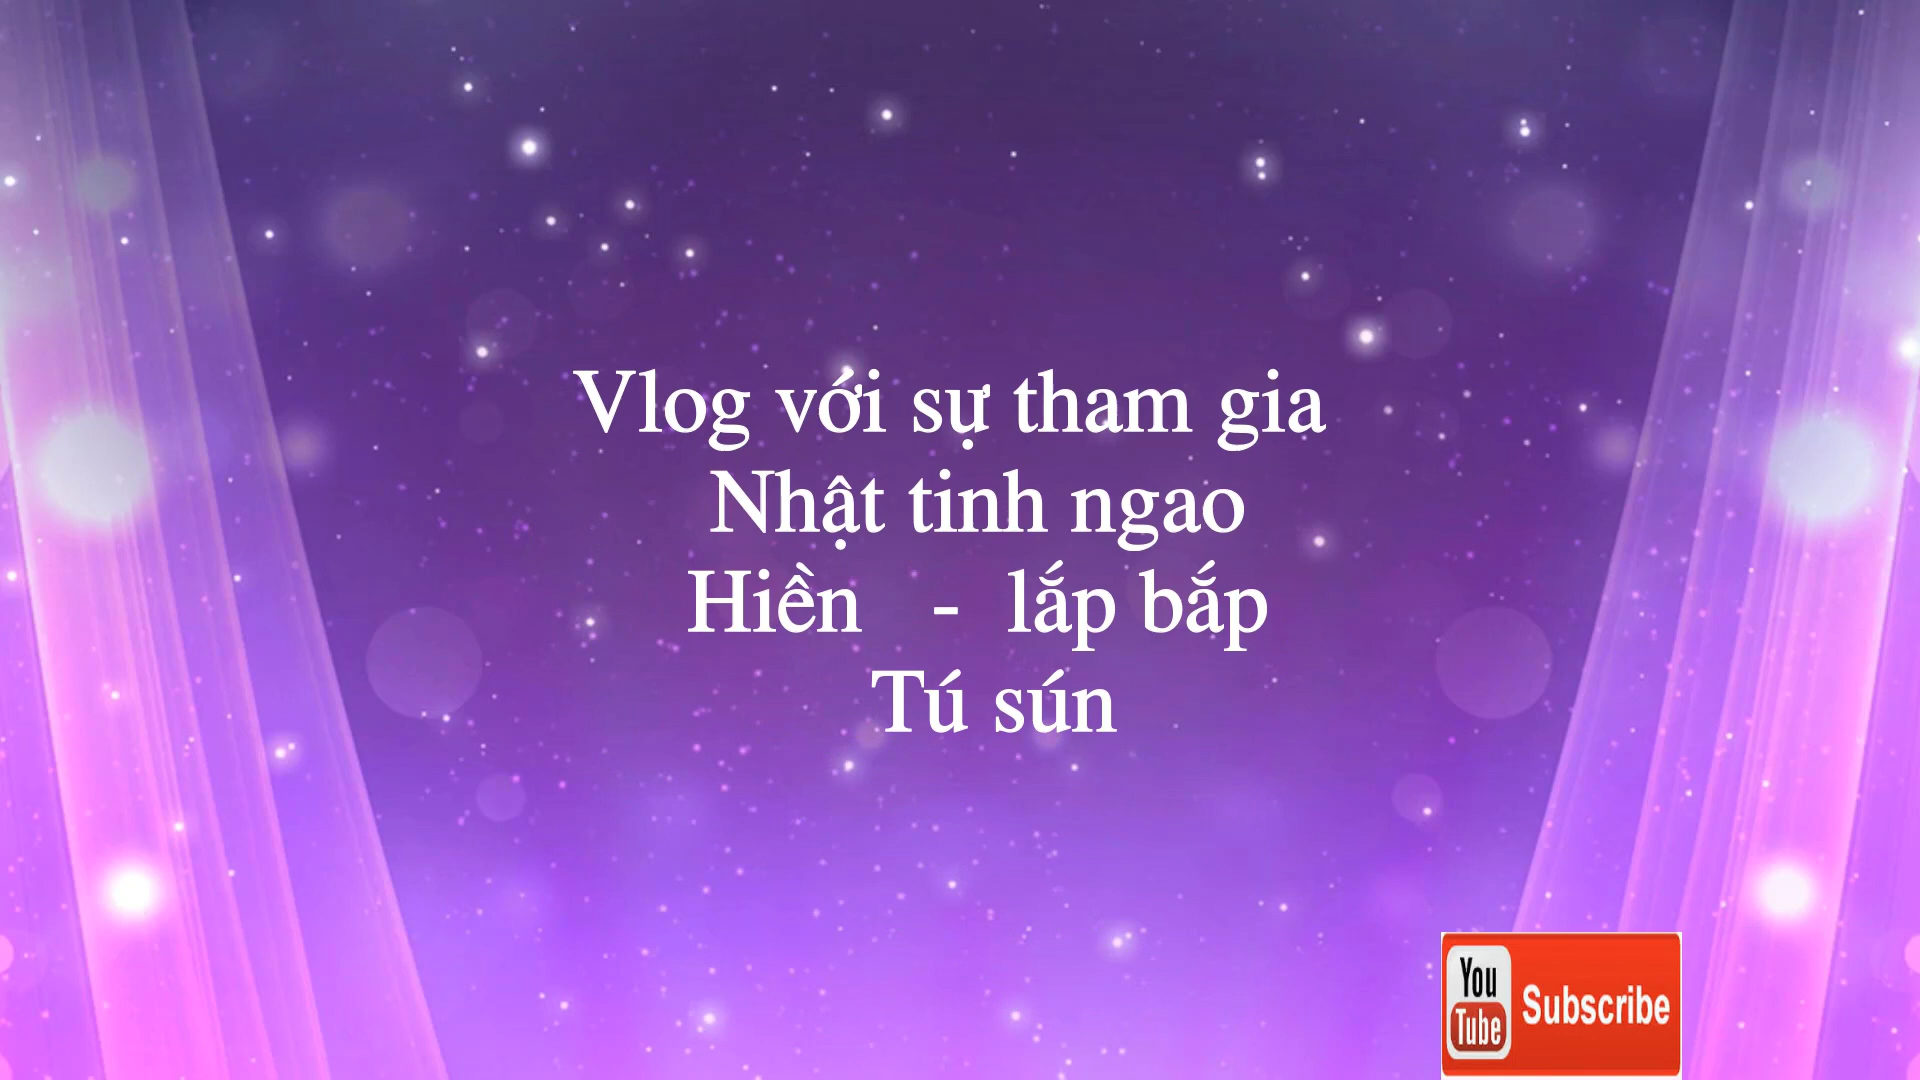 Vlog với sự tham gia
Nhật tinh ngao
Hiền - lắp bắp
Tú sún
You
Tube
Subscribe